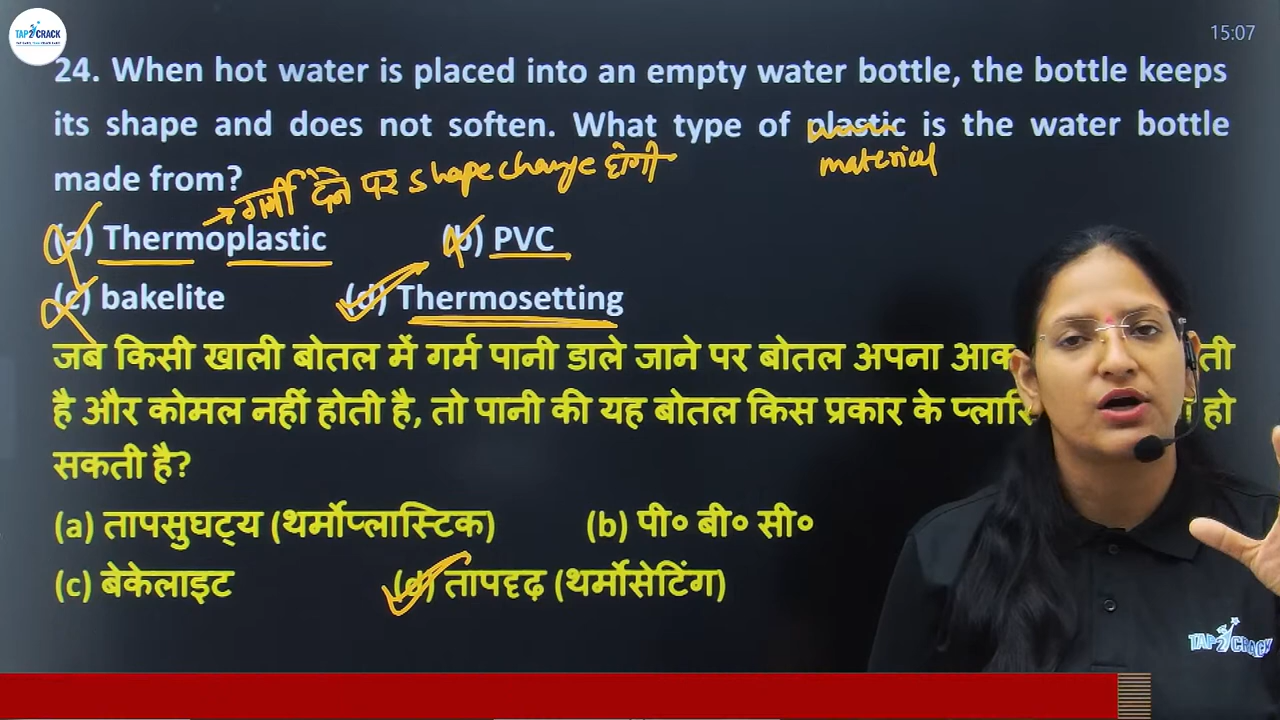 TAP2CRACK
15:07
24. When hot water is placed into an empty water bottle, the bottle keeps
its shape and does not soften. What type of plastic is the water bottle
material
made from?
→ गर्मी देने पर shape change होगी
(a) Thermoplastic (b) PVC
(c) bakelite (d) Thermosetting
जब किसी खाली बोतल में गर्म पानी डाले जाने पर बोतल अपना आक ती
है और कोमल नहीं होती है, तो पानी की यह बोतल किस प्रकार के हो
सकती है?
(a) तापसुघट्य (थर्मोप्लास्टिक) (b) पी॰ बी॰ सी॰
(c) बेकेलाइट (d) तापदृढ़ (थर्मोसेटिंग)
TAP2CRACK